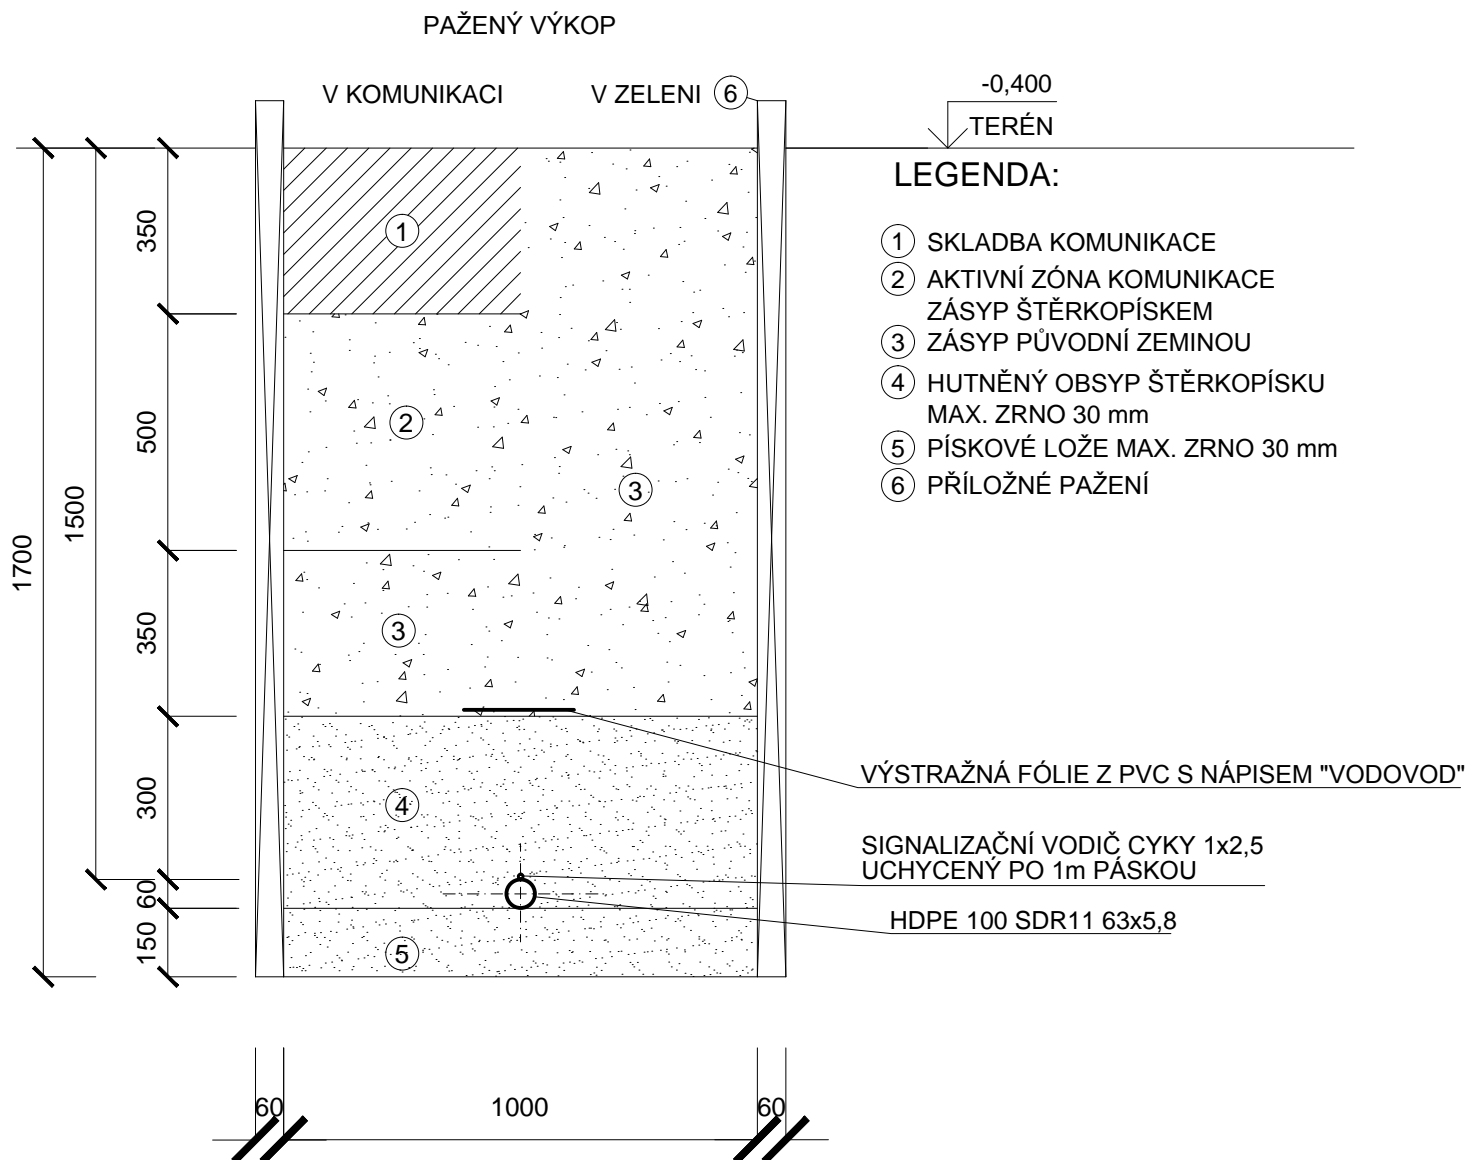 PAŽENÝ VÝKOP
V KOMUNIKACI
V ZELENI
6
-0,400
TERÉN
LEGENDA:
1 SKLADBA KOMUNIKACE
2 AKTIVNÍ ZÓNA KOMUNIKACE
ZÁSYP ŠTĚRKOPÍSKEM
3 ZÁSYP PŮVODNÍ ZEMINOU
4 HUTNĚNÝ OBSYP ŠTĚRKOPÍSKU
MAX. ZRNO 30 mm
5 PÍSKOVÉ LOŽE MAX. ZRNO 30 mm
6 PŘÍLOŽNÉ PAŽENÍ
1
2
3
3
4
5
1700
1500
350
500
350
300
60
150
VÝSTRAŽNÁ FÓLIE Z PVC S NÁPISEM "VODOVOD"
SIGNALIZAČNÍ VODIČ CYKY 1x2,5
UCHYCENÝ PO 1m PÁSKOU
HDPE 100 SDR11 63x5,8
60
1000
60